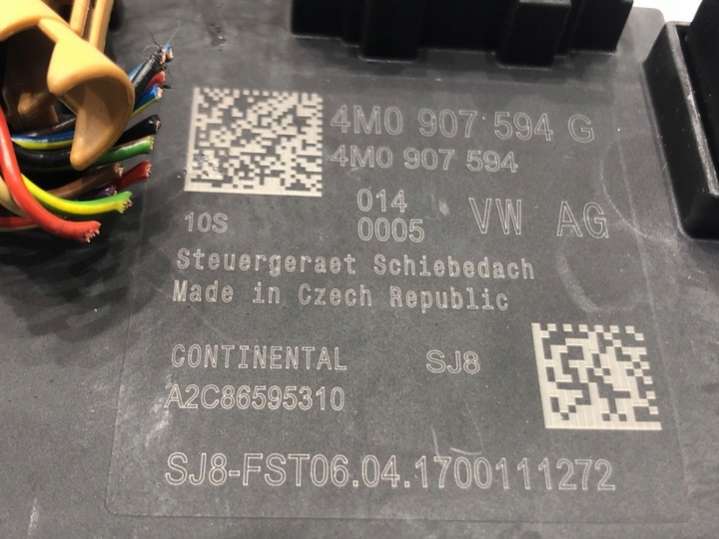 4M0 907 594 G
4M0 907 594
014
10S 0005 VW AG
Steuergeraet Schiebedach
Made in Czech Republic
CONTINENTAL SJ8
A2C86595310
SJ8-FST06.04.1700111272